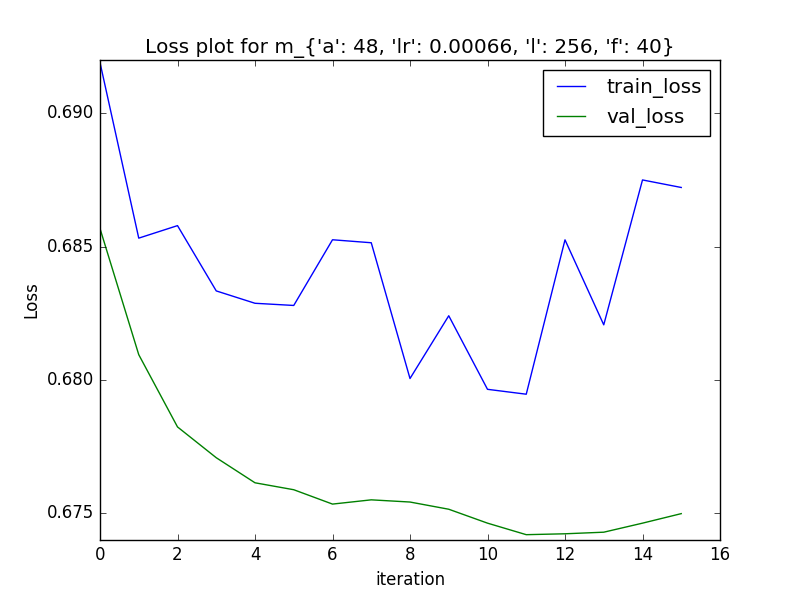 Loss plot for m_{'a': 48, 'lr': 0.00066, 'l': 256, 'f': 40}
train_loss
val_loss
0.690
0.685
0.680
0.675
Loss
0 2 4 6 8 10 12 14 16
iteration